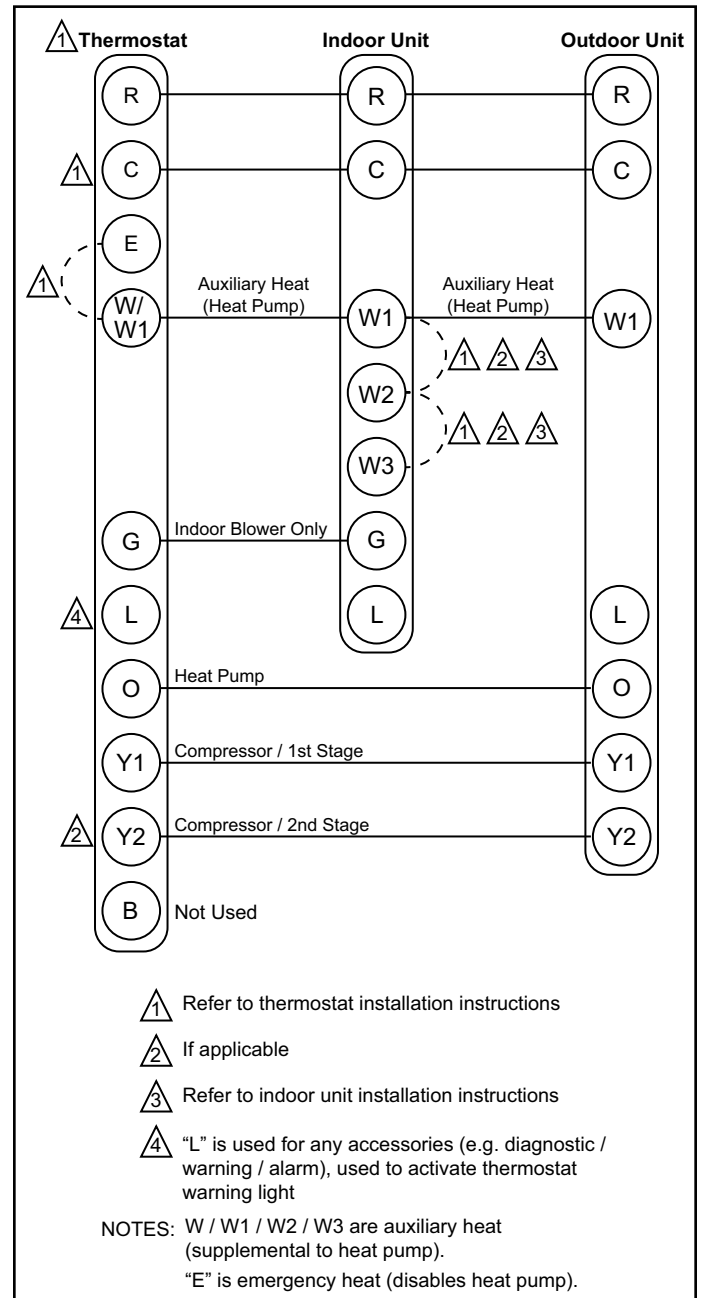 1 Thermostat Indoor Unit Outdoor Unit
R R R
1 C C C
E
1
Auxiliary Heat Auxiliary Heat
(Heat Pump) (Heat Pump)
W/
W1 W1 W1
1 2 3
W2
1 2 3
W3
G Indoor Blower Only G
4 L L L
O Heat Pump O
Y1 Compressor / 1st Stage Y1
2 Y2 Compressor / 2nd Stage Y2
B Not Used
1 Refer to thermostat installation instructions
2 If applicable
3 Refer to indoor unit installation instructions
4 “L” is used for any accessories (e.g. diagnostic /
warning / alarm), used to activate thermostat
warning light
NOTES: W / W1 / W2 / W3 are auxiliary heat
(supplemental to heat pump).
“E” is emergency heat (disables heat pump).